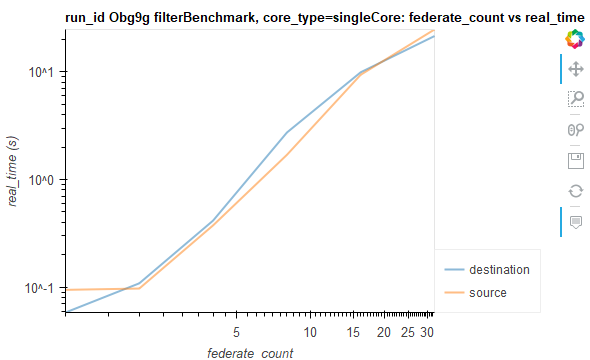 run_id Obg9g filterBenchmark, core_type=singleCore: federate_count vs real_time
10^1
10^0
10^-1
real_time (s)
5
10
15
20
25
30
federate_count
destination
source